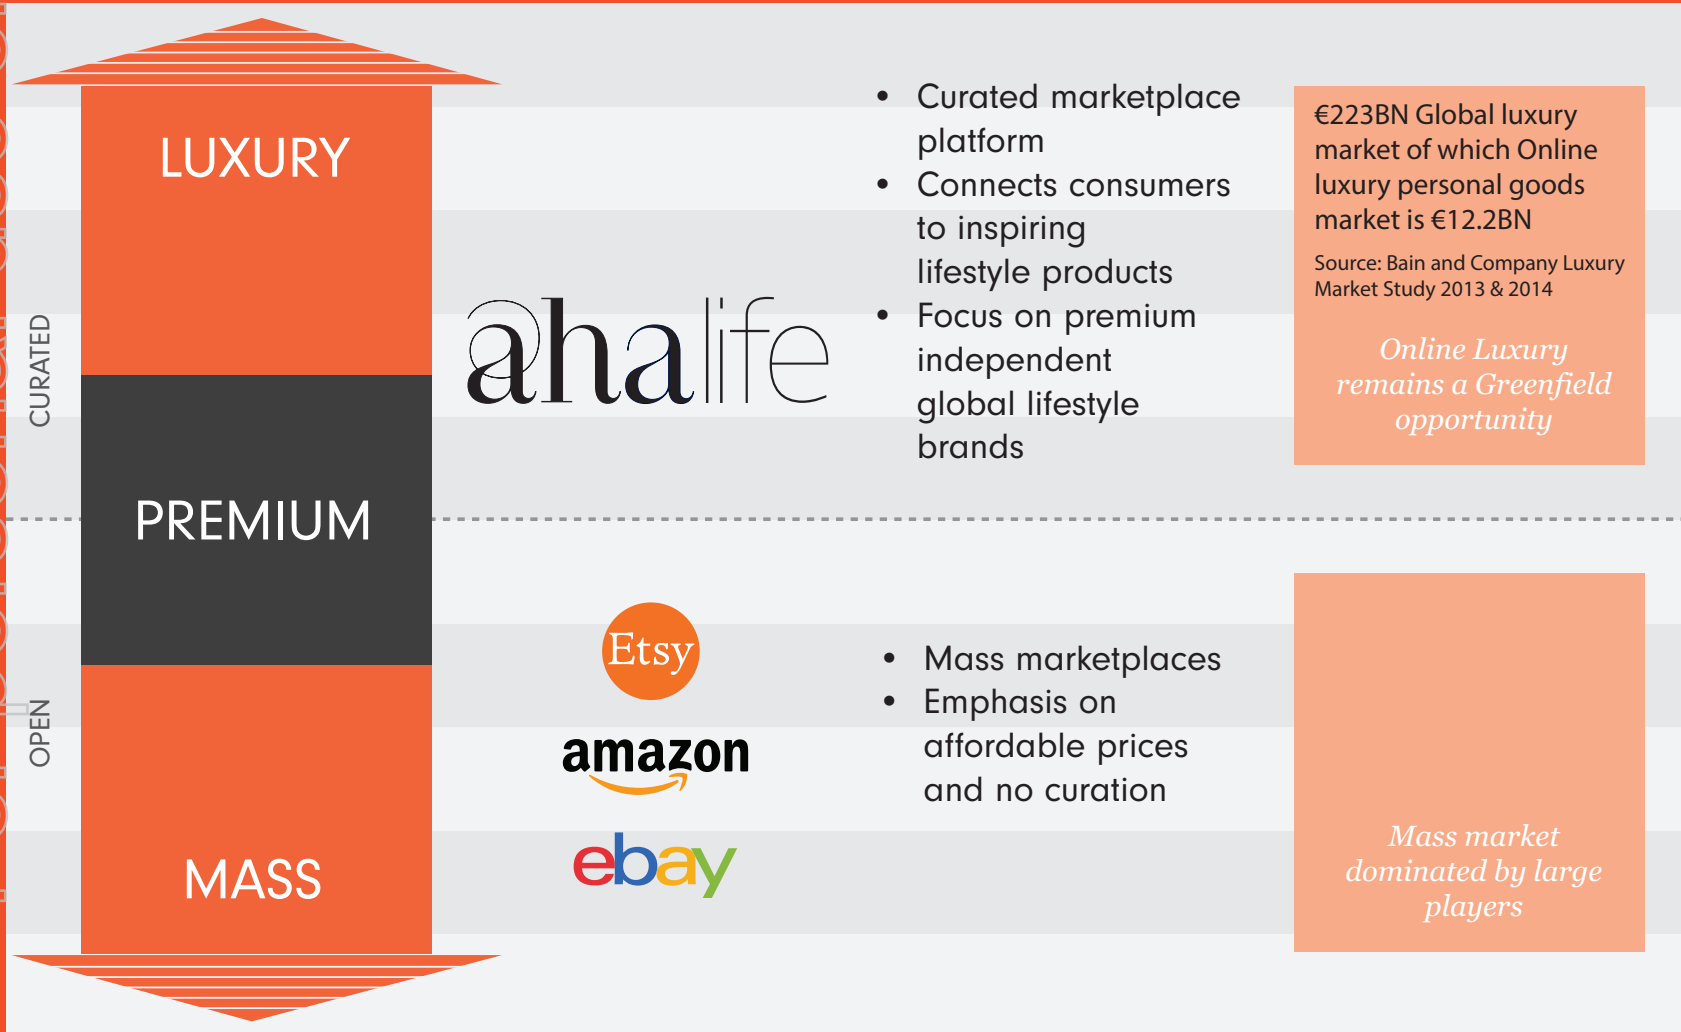 LUXURY
CURATED
PREMIUM
OPEN
MASS
ahalife
• Curated marketplace
platform
• Connects consumers
to inspiring
lifestyle products
• Focus on premium
independent
global lifestyle
brands
€223BN Global luxury
market of which Online
luxury personal goods
market is €12.2BN
Source: Bain and Company Luxury
Market Study 2013 & 2014
Online Luxury
remains a Greenfield
opportunity
Etsy
amazon
ebay
• Mass marketplaces
• Emphasis on
affordable prices
and no curation
Mass market
dominated by large
players